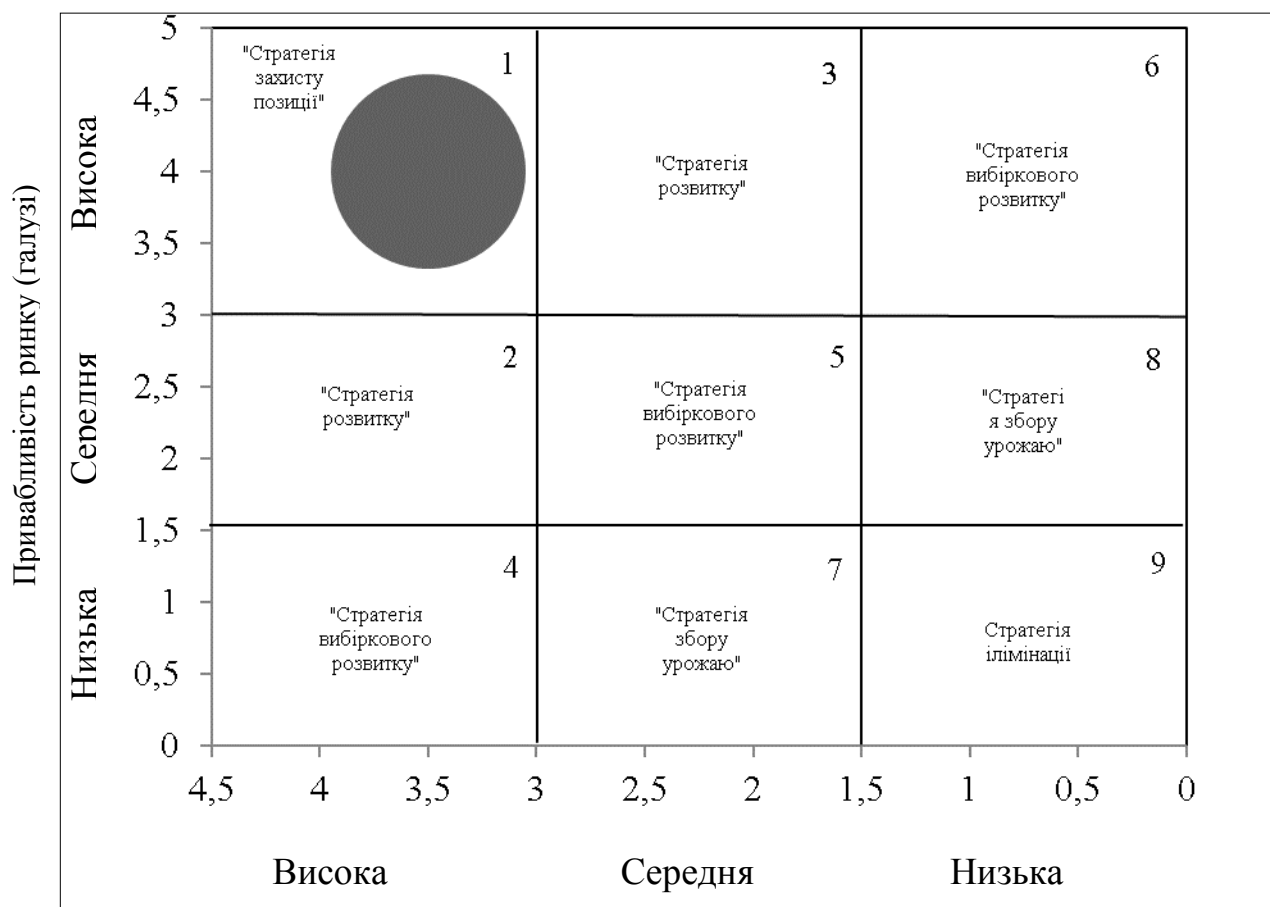 Привабливість ринку (галузі)
Висока
Середня
Низька
5
4,5
4
3,5
3
2,5
2
1,5
1
0,5
0
"Стратегія
захисту
позиції"
1
"Стратегія
розвитку"
3
"Стратегія
вибіркового
розвитку"
6
"Стратегія
розвитку"
2
"Стратегія
вибіркового
розвитку"
5
"Стратегі
я збору
урожаю"
8
"Стратегія
вибіркового
розвитку"
4
"Стратегія
збору
урожаю"
7
Стратегія
ілімінації
9
4,5 4 3,5 3 2,5 2 1,5 1 0,5 0
Висока Середня Низька